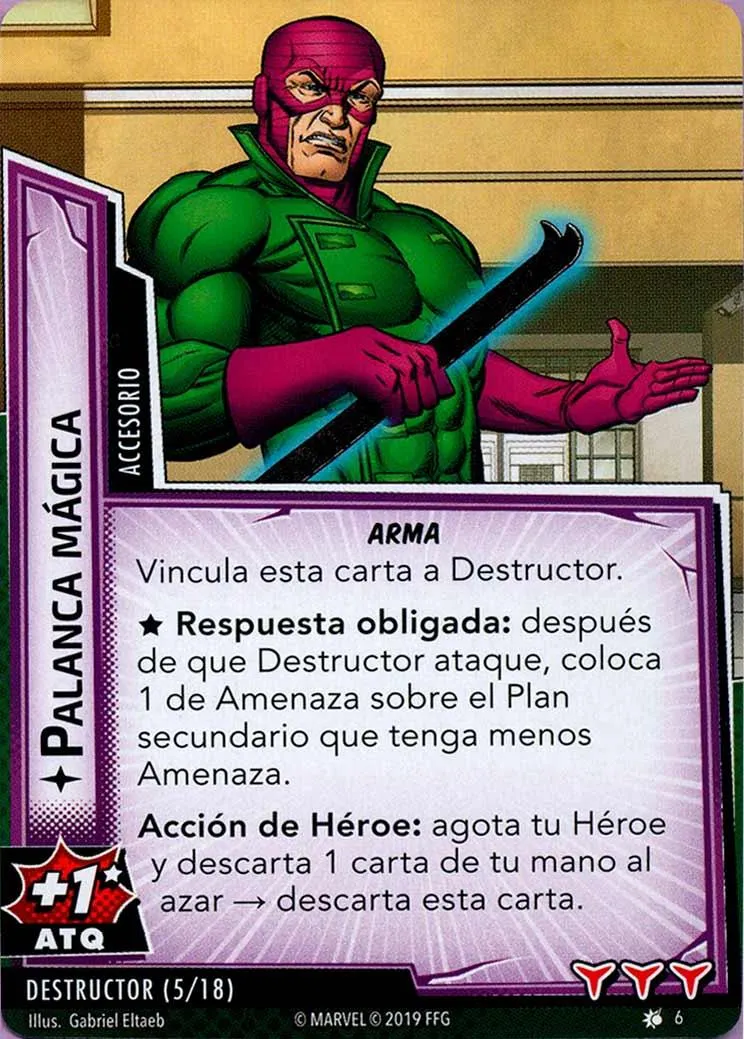 ACCESORIO
PALANCA MÁGICA
ARMA
Vincula esta carta a Destructor.
★ Respuesta obligada: después
de que Destructor ataque, coloca
1 de Amenaza sobre el Plan
secundario que tenga menos
Amenaza.
Acción de Héroe: agota tu Héroe
y descarta 1 carta de tu mano al
azar → descarta esta carta.
+1★
ATQ
DESTRUCTOR (5/18)
Illus. Gabriel Eltaeb
© MARVEL © 2019 FFG
6